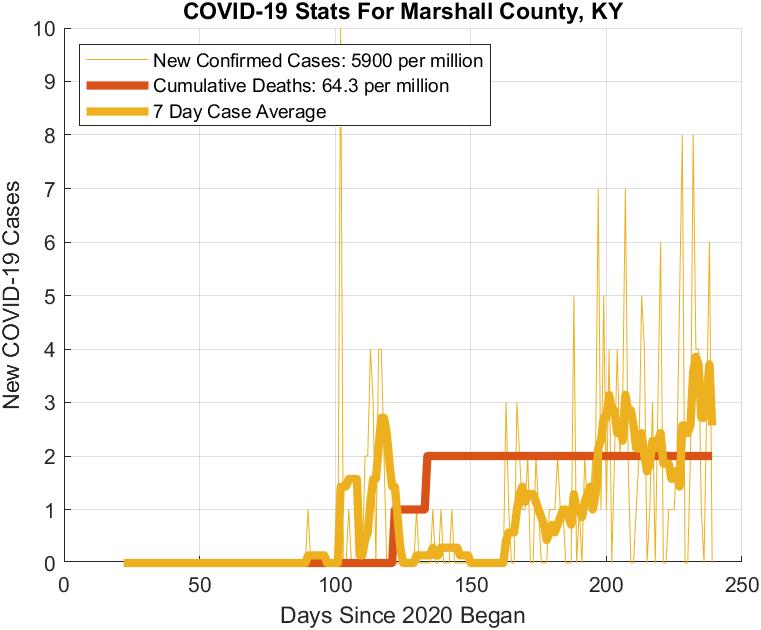 COVID-19 Stats For Marshall County, KY
New Confirmed Cases: 5900 per million
Cumulative Deaths: 64.3 per million
7 Day Case Average
New COVID-19 Cases
10
9
8
7
6
5
4
3
2
1
0
0 50 100 150 200 250
Days Since 2020 Began